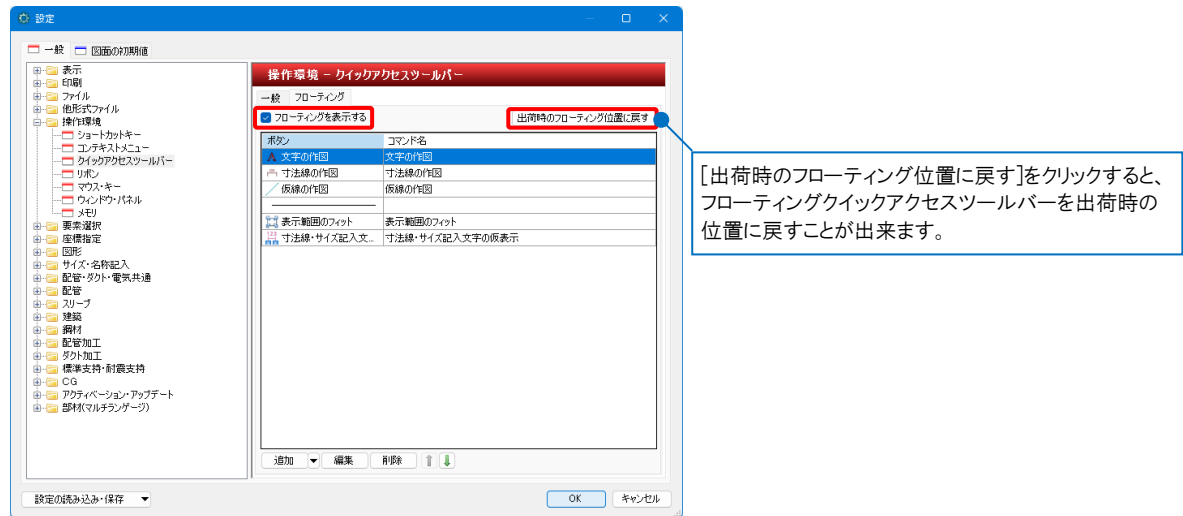 設定
一般 図面の初期値
表示
印刷
ファイル
他形式ファイル
操作環境
ショートカットキー
コンテキストメニュー
クイックアクセスツールバー
リボン
マウス・キー
ウィンドウ・パネル
メモリ
要素選択
座標指定
図形
サイズ・名称記入
配管・ダクト・電気共通
配管
スリーブ
建築
鋼材
配管加工
ダクト加工
標準支持・耐震支持
CG
アクティベーション・アップデート
部材(マルチランゲージ)
操作環境 - クイックアクセスツールバー
一般 フローティング
フローティングを表示する 出荷時のフローティング位置に戻す
ボタン コマンド名
文字の作図 文字の作図
寸法線の作図 寸法線の作図
仮線の作図 仮線の作図
表示範囲のフィット 表示範囲のフィット
寸法線・サイズ記入文... 寸法線・サイズ記入文字の仮表示
追加 編集 削除
設定の読み込み・保存 OK キャンセル
[出荷時のフローティング位置に戻す]をクリックすると、
フローティングクイックアクセスツールバーを出荷時の
位置に戻すことが出来ます。